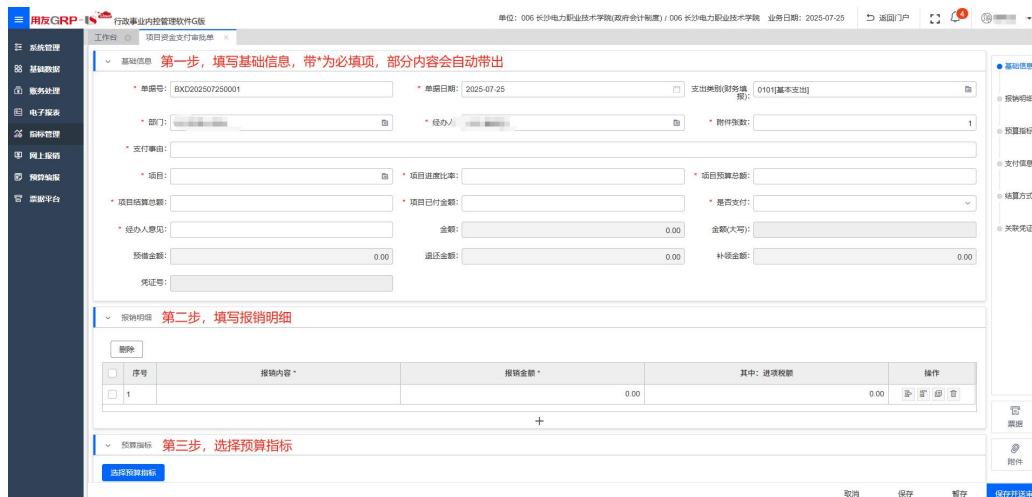 用友GRP-U8 cloud 行政事业内控管理软件G版 单位：006 长沙电力职业技术学院(政府会计制度) / 006 长沙电力职业技术学院 业务日期：2025-07-25 返回门户 4
工作台 项目资金支付审批单
系统管理
基础数据
账务处理
电子报表
指标管理
网上报销
预算编报
票据平台
基础信息 第一步，填写基础信息，带*为必填项，部分内容会自动带出
* 单据号： BXD202507250001 * 单据日期： 2025-07-25 支出类别(财务填报)： 0101[基本支出]
* 部门： * 经办人 * 附件张数： 1
* 支付事由：
* 项目： * 项目进度比率： * 项目预算总额：
* 项目结算总额： * 项目已付金额： * 是否支付：
* 经办人意见： 金额： 0.00 金额(大写)：
预借金额： 0.00 退还金额： 0.00 补领金额： 0.00
凭证号：
报销明细 第二步，填写报销明细
删除
序号 报销内容 * 报销金额 * 其中：进项税额 操作
1 0.00 0.00
+
预算指标 第三步，选择预算指标
选择预算指标
基础信息
报销明细
预算指标
支付信息
结算方式
关联凭证
票据
附件
取消 保存 暂存 保存并送审